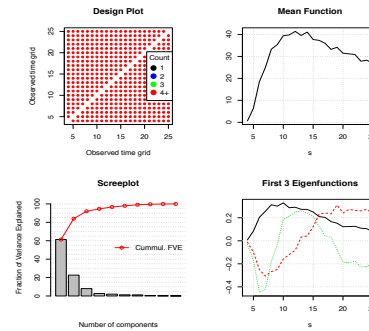 Design Plot
Observed time grid
25
20
15
10
5
Count
1
2
3
4+
5 10 15 20 25
Observed time grid
Mean Function
40
30
20
10
0
5 10 15 20
s
Screeplot
Fraction of Variance Explained
100
80
60
40
20
0
Cummul. FVE
Number of components
First 3 Eigenfunctions
0.2
0.0
-0.2
-0.4
5 10 15 20
s